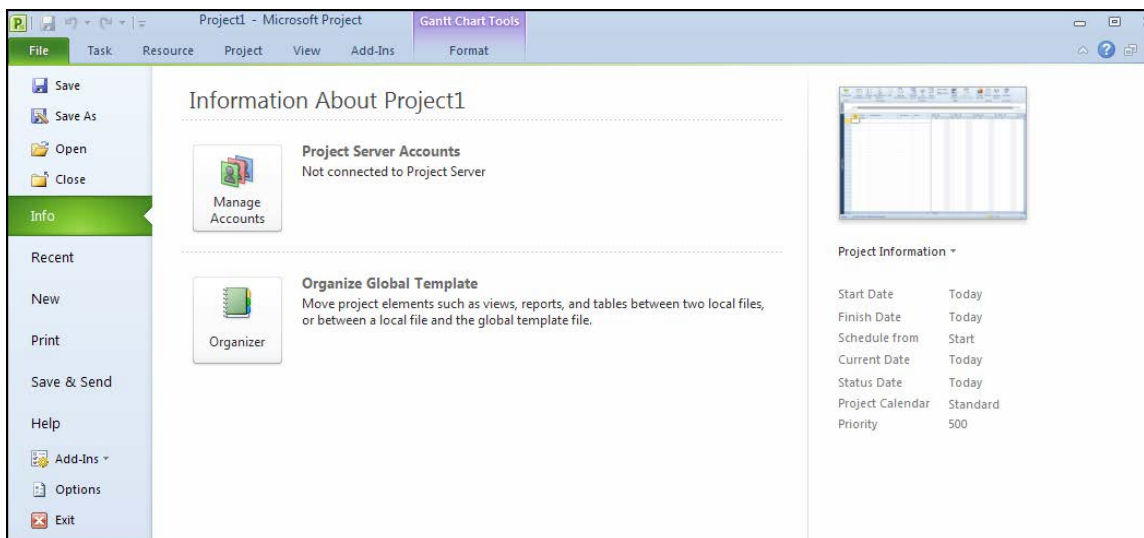 Project1 - Microsoft Project
Gantt Chart Tools
File Task Resource Project View Add-Ins Format
Save
Save As
Open
Close
Info
Recent
New
Print
Save & Send
Help
Add-Ins
Options
Exit
Information About Project1
Manage
Accounts
Project Server Accounts
Not connected to Project Server
Organizer
Organize Global Template
Move project elements such as views, reports, and tables between two local files,
or between a local file and the global template file.
Project Information
Start Date Today
Finish Date Today
Schedule from Start
Current Date Today
Status Date Today
Project Calendar Standard
Priority 500